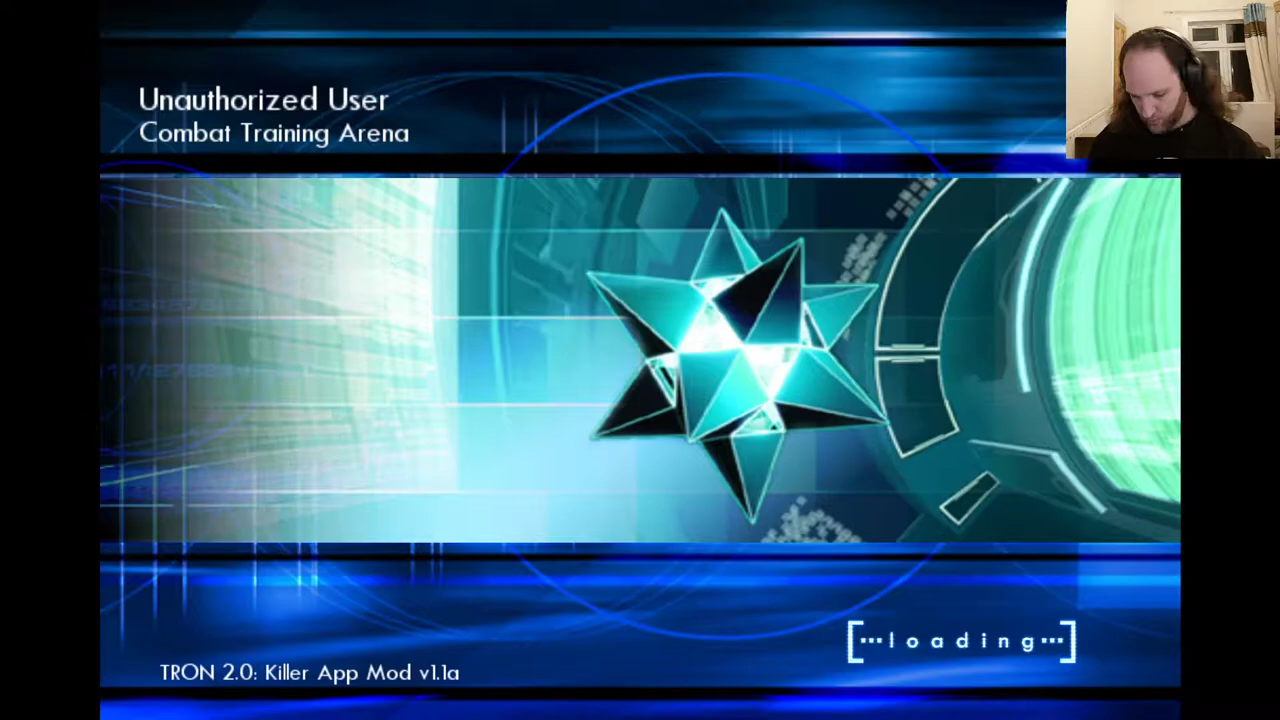 Unauthorized User
Combat Training Arena
[···loading···]
TRON 2.0: Killer App Mod v1.1a